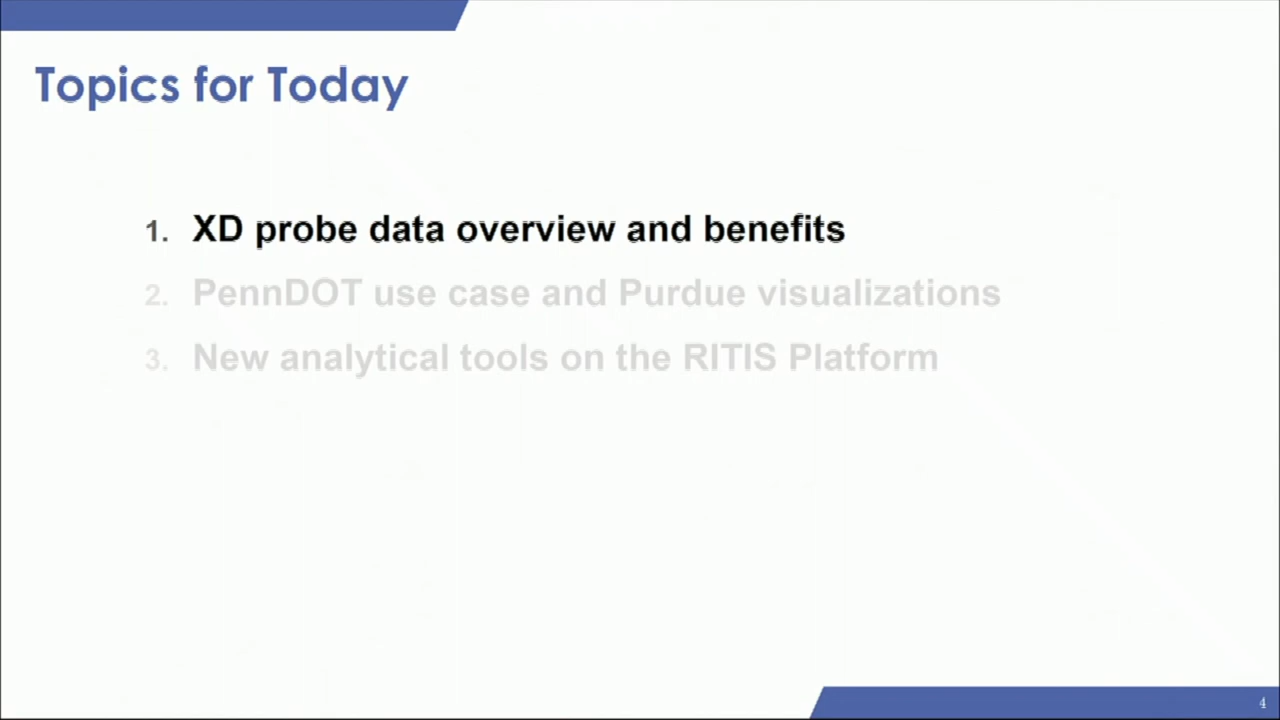 Topics for Today
1. XD probe data overview and benefits
2. PennDOT use case and Purdue visualizations
3. New analytical tools on the RITIS Platform
4